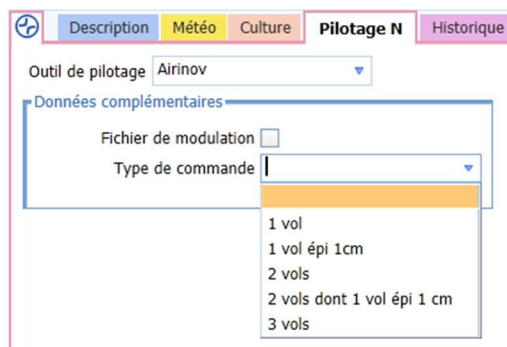 Description Météo Culture Pilotage N Historique
Outil de pilotage Airinov
Données complémentaires
Fichier de modulation
Type de commande
1 vol
1 vol épi 1cm
2 vols
2 vols dont 1 vol épi 1 cm
3 vols